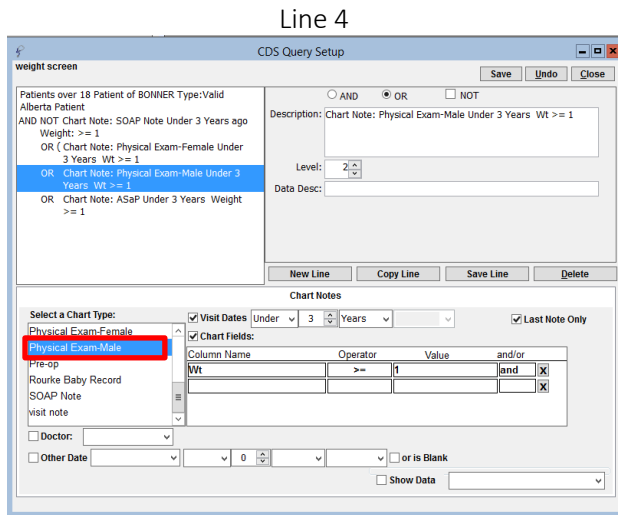 Line 4
CDS Query Setup
weight screen
Save Undo Close
Patients over 18 Patient of BONNER Type:Valid
Alberta Patient
AND NOT Chart Note: SOAP Note Under 3 Years ago
Weight: >= 1
OR ( Chart Note: Physical Exam-Female Under
3 Years Wt >= 1
OR Chart Note: Physical Exam-Male Under 3
Years Wt >= 1
OR Chart Note: ASaP Under 3 Years Weight
>= 1
AND OR NOT
Description: Chart Note: Physical Exam-Male Under 3 Years Wt >= 1
Level: 2
Data Desc:
New Line Copy Line Save Line Delete
Chart Notes
Select a Chart Type:
Physical Exam-Female
Physical Exam-Male
Pre-op
Rourke Baby Record
SOAP Note
visit note
Visit Dates Under 3 Years Last Note Only
Chart Fields:
Column Name Operator Value and/or
Wt >= 1 and X
X
Doctor:
Other Date 0 or is Blank
Show Data